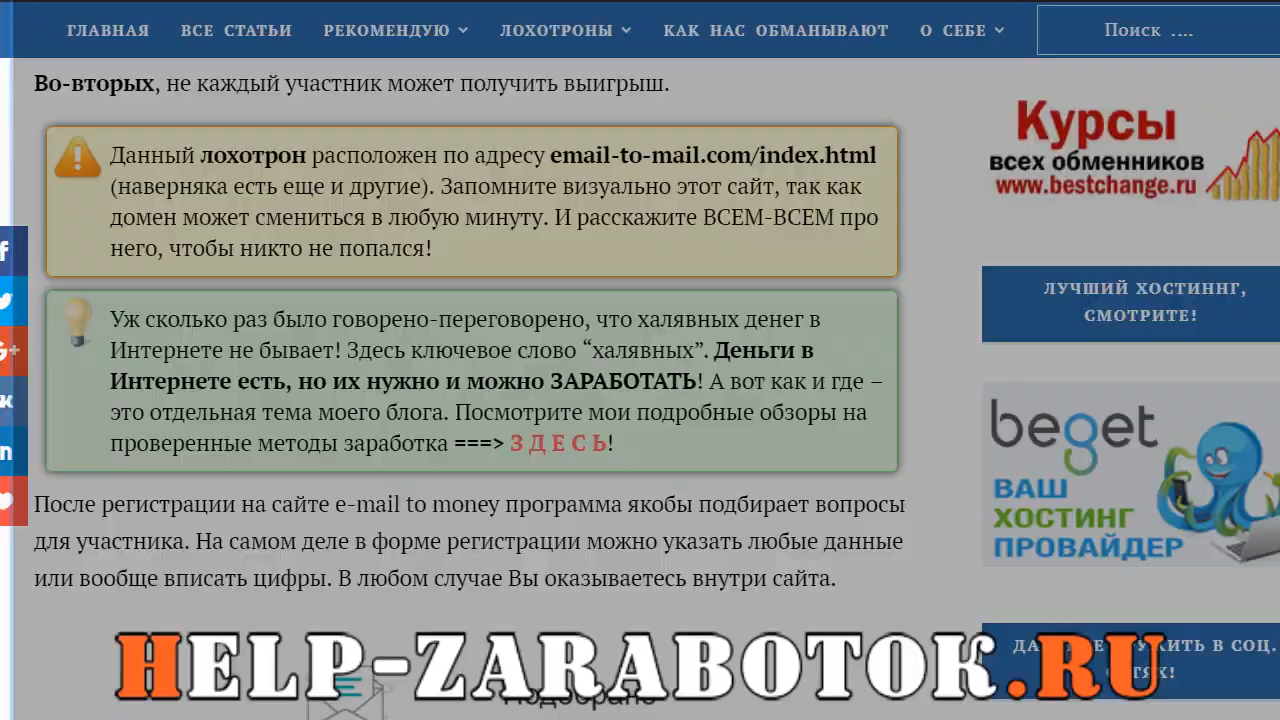 ГЛАВНАЯ ВСЕ СТАТЬИ РЕКОМЕНДУЮ ЛОХОТРОНЫ КАК НАС ОБМАНЫВАЮТ О СЕБЕ Поиск ....
Во-вторых, не каждый участник может получить выигрыш.
Данный лохотрон расположен по адресу email-to-mail.com/index.html
(наверняка есть еще и другие). Запомните визуально этот сайт, так как
домен может смениться в любую минуту. И расскажите ВСЕМ-ВСЕМ про
него, чтобы никто не попался!
Уж сколько раз было говорено-переговорено, что халявных денег в
Интернете не бывает! Здесь ключевое слово “халявных”. Деньги в
Интернете есть, но их нужно и можно ЗАРАБОТАТЬ! А вот как и где –
это отдельная тема моего блога. Посмотрите мои подробные обзоры на
проверенные методы заработка ===> З Д Е С Ь!
После регистрации на сайте e-mail to money программа якобы подбирает вопросы
для участника. На самом деле в форме регистрации можно указать любые данные
или вообще вписать цифры. В любом случае Вы оказываетесь внутри сайта.
Курсы
всех обменников
www.bestchange.ru
ЛУЧШИЙ ХОСТИННГ,
СМОТРИТЕ!
beget
ВАШ
ХОСТИНГ
ПРОВАЙДЕР
В СОЦ.
HELP-ZARABOTOK.RU
Подобрано